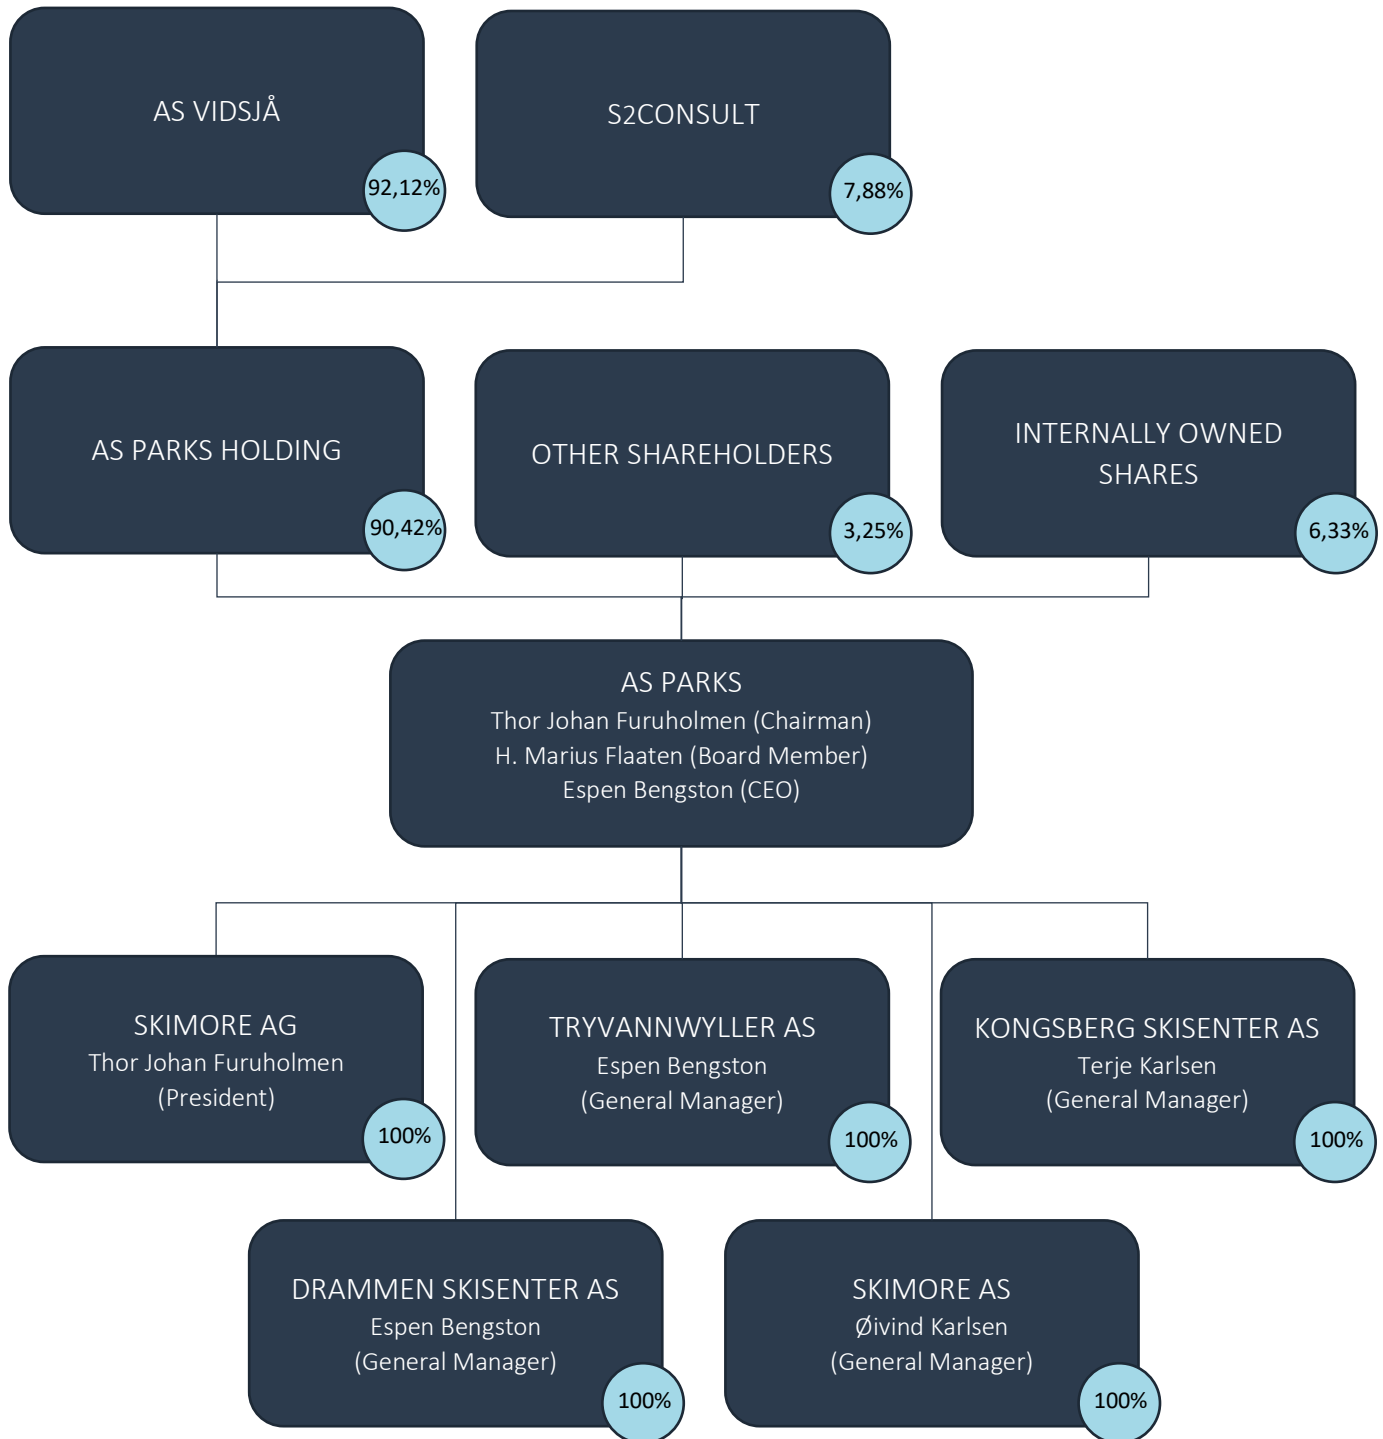 AS VIDSJÅ
92,12%
S2CONSULT
7,88%
AS PARKS HOLDING
90,42%
OTHER SHAREHOLDERS
3,25%
INTERNALLY OWNED
SHARES
6,33%
AS PARKS
Thor Johan Furuholmen (Chairman)
H. Marius Flaaten (Board Member)
Espen Bengston (CEO)
SKIMORE AG
Thor Johan Furuholmen
(President)
100%
TRYVANNWYLLER AS
Espen Bengston
(General Manager)
100%
KONGSBERG SKISENTER AS
Terje Karlsen
(General Manager)
100%
DRAMMEN SKISENTER AS
Espen Bengston
(General Manager)
100%
SKIMORE AS
Øivind Karlsen
(General Manager)
100%